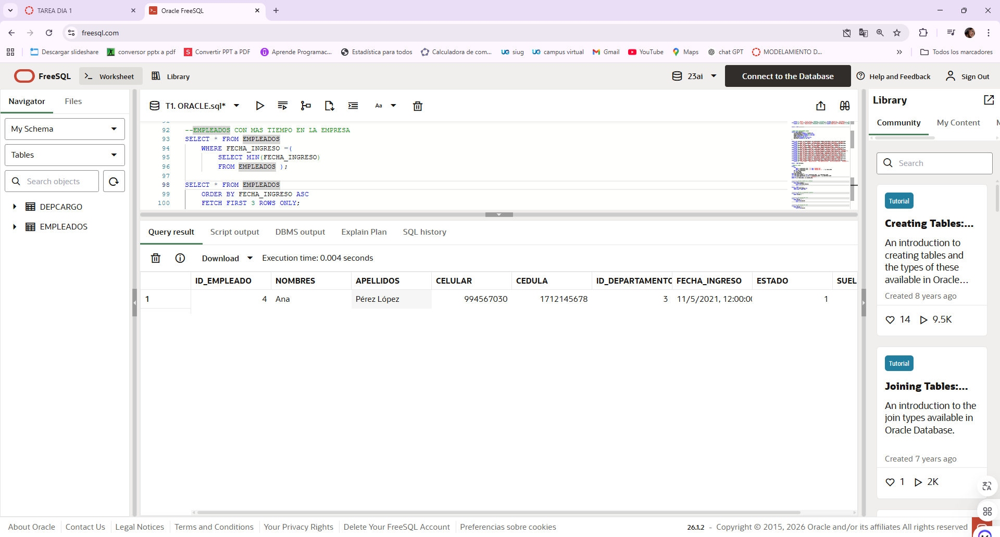 TAREA DIA 1
Oracle FreeSQL
freesql.com
Descargar slideshare
conversor pptx a pdf
Convertir PPT a PDF
Aprende Programac...
Estadística para todos
Calculadora de com...
siug
campus virtual
Gmail
YouTube
Maps
chat GPT
MODELAMIENTO D...
Todos los marcadores
FreeSQL
Worksheet
Library
23ai
Connect to the Database
Help and Feedback
Sign Out
Navigator
Files
My Schema
Tables
Search objects
DEPCARGO
EMPLEADOS
T1. ORACLE.sql*
Aa
92 --EMPLEADOS CON MAS TIEMPO EN LA EMPRESA
93 SELECT * FROM EMPLEADOS
94 WHERE FECHA_INGRESO =(
95 SELECT MIN(FECHA_INGRESO)
96 FROM EMPLEADOS );
97
98 SELECT * FROM EMPLEADOS
99 ORDER BY FECHA_INGRESO ASC
100 FETCH FIRST 3 ROWS ONLY;
Query result
Script output
DBMS output
Explain Plan
SQL history
Download
Execution time: 0.004 seconds
ID_EMPLEADO NOMBRES APELLIDOS CELULAR CEDULA ID_DEPARTAMENTO FECHA_INGRESO ESTADO SUEL
1 4 Ana Pérez López 994567030 1712145678 3 11/5/2021, 12:00:00 1
Library
Community
My Content
Search
Tutorial
Creating Tables:...
An introduction to
creating tables and
the types of these
available in Oracle...
Created 8 years ago
14 9.5K
Tutorial
Joining Tables:...
An introduction to the
join types available in
Oracle Database.
Created 7 years ago
1 2K
About Oracle
Contact Us
Legal Notices
Terms and Conditions
Your Privacy Rights
Delete Your FreeSQL Account
Preferencias sobre cookies
26.1.2 - Copyright © 2015, 2026 Oracle and/or its affiliates All rights reserved